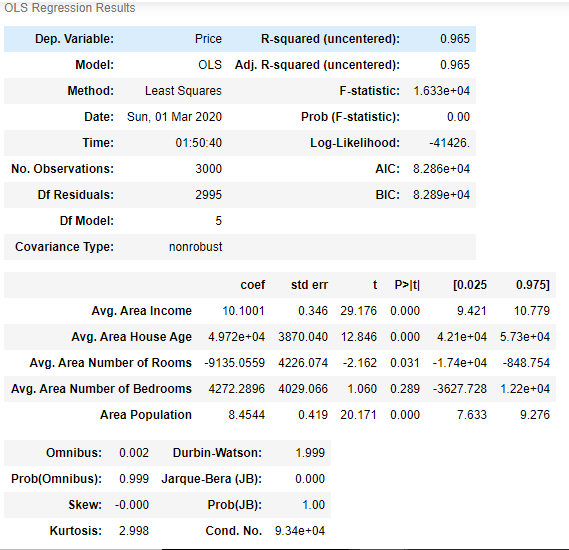 OLS Regression Results
Dep. Variable: Price R-squared (uncentered): 0.965
Model: OLS Adj. R-squared (uncentered): 0.965
Method: Least Squares F-statistic: 1.633e+04
Date: Sun, 01 Mar 2020 Prob (F-statistic): 0.00
Time: 01:50:40 Log-Likelihood: -41426.
No. Observations: 3000 AIC: 8.286e+04
Df Residuals: 2995 BIC: 8.289e+04
Df Model: 5
Covariance Type: nonrobust
coef std err t P>|t| [0.025 0.975]
Avg. Area Income 10.1001 0.346 29.176 0.000 9.421 10.779
Avg. Area House Age 4.972e+04 3870.040 12.846 0.000 4.21e+04 5.73e+04
Avg. Area Number of Rooms -9135.0559 4226.074 -2.162 0.031 -1.74e+04 -848.754
Avg. Area Number of Bedrooms 4272.2896 4029.066 1.060 0.289 -3627.728 1.22e+04
Area Population 8.4544 0.419 20.171 0.000 7.633 9.276
Omnibus: 0.002 Durbin-Watson: 1.999
Prob(Omnibus): 0.999 Jarque-Bera (JB): 0.000
Skew: -0.000 Prob(JB): 1.00
Kurtosis: 2.998 Cond. No. 9.34e+04